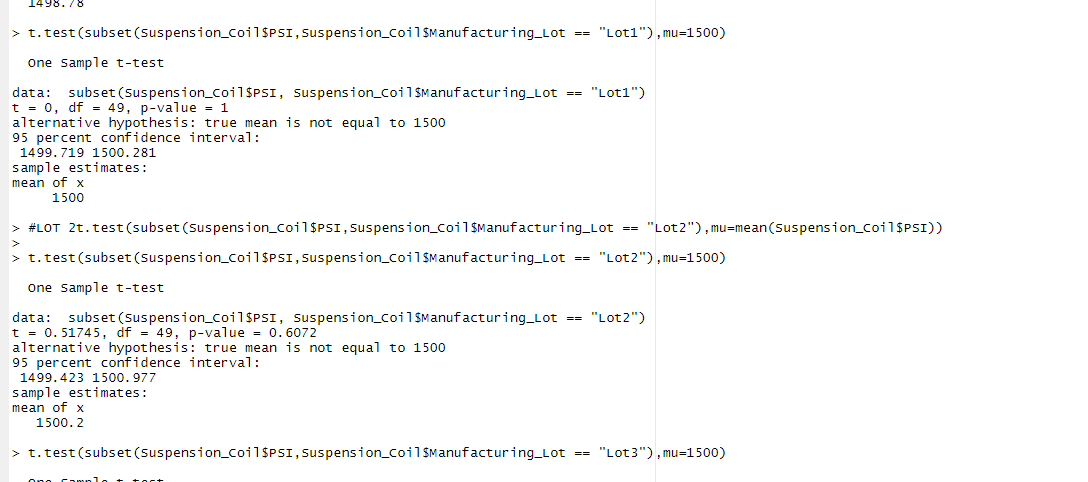 1498.78
> t.test(subset(Suspension_Coil$PSI,Suspension_Coil$Manufacturing_Lot == "Lot1"),mu=1500)
One Sample t-test
data:  subset(Suspension_Coil$PSI, Suspension_Coil$Manufacturing_Lot == "Lot1")
t = 0, df = 49, p-value = 1
alternative hypothesis: true mean is not equal to 1500
95 percent confidence interval:
1499.719 1500.281
sample estimates:
mean of x
1500
> #LOT 2t.test(subset(Suspension_Coil$PSI,Suspension_Coil$Manufacturing_Lot == "Lot2"),mu=mean(Suspension_Coil$PSI))
>
> t.test(subset(Suspension_Coil$PSI,Suspension_Coil$Manufacturing_Lot == "Lot2"),mu=1500)
One Sample t-test
data:  subset(Suspension_Coil$PSI, Suspension_Coil$Manufacturing_Lot == "Lot2")
t = 0.51745, df = 49, p-value = 0.6072
alternative hypothesis: true mean is not equal to 1500
95 percent confidence interval:
1499.423 1500.977
sample estimates:
mean of x
1500.2
> t.test(subset(Suspension_Coil$PSI,Suspension_Coil$Manufacturing_Lot == "Lot3"),mu=1500)
One Sample t-test